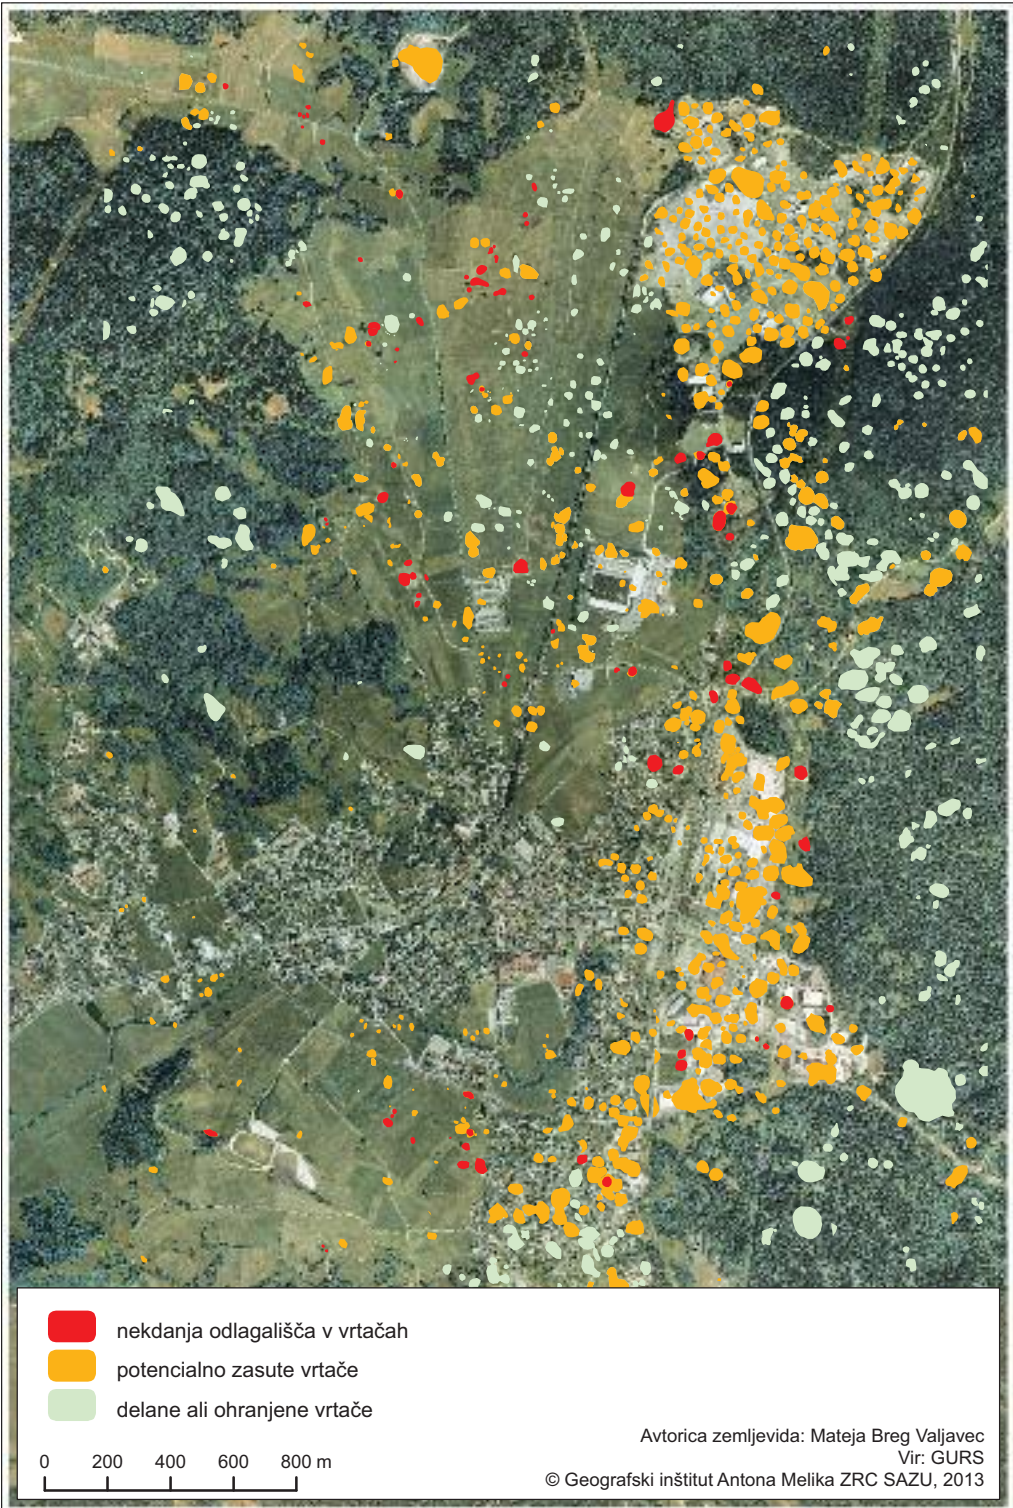 nekdanja odlagališča v vrtačah
potencialno zasute vrtače
delane ali ohranjene vrtače
0 200 400 600 800 m
Avtorica zemljevida: Mateja Breg Valjavec
Vir: GURS
© Geografski inštitut Antona Melika ZRC SAZU, 2013